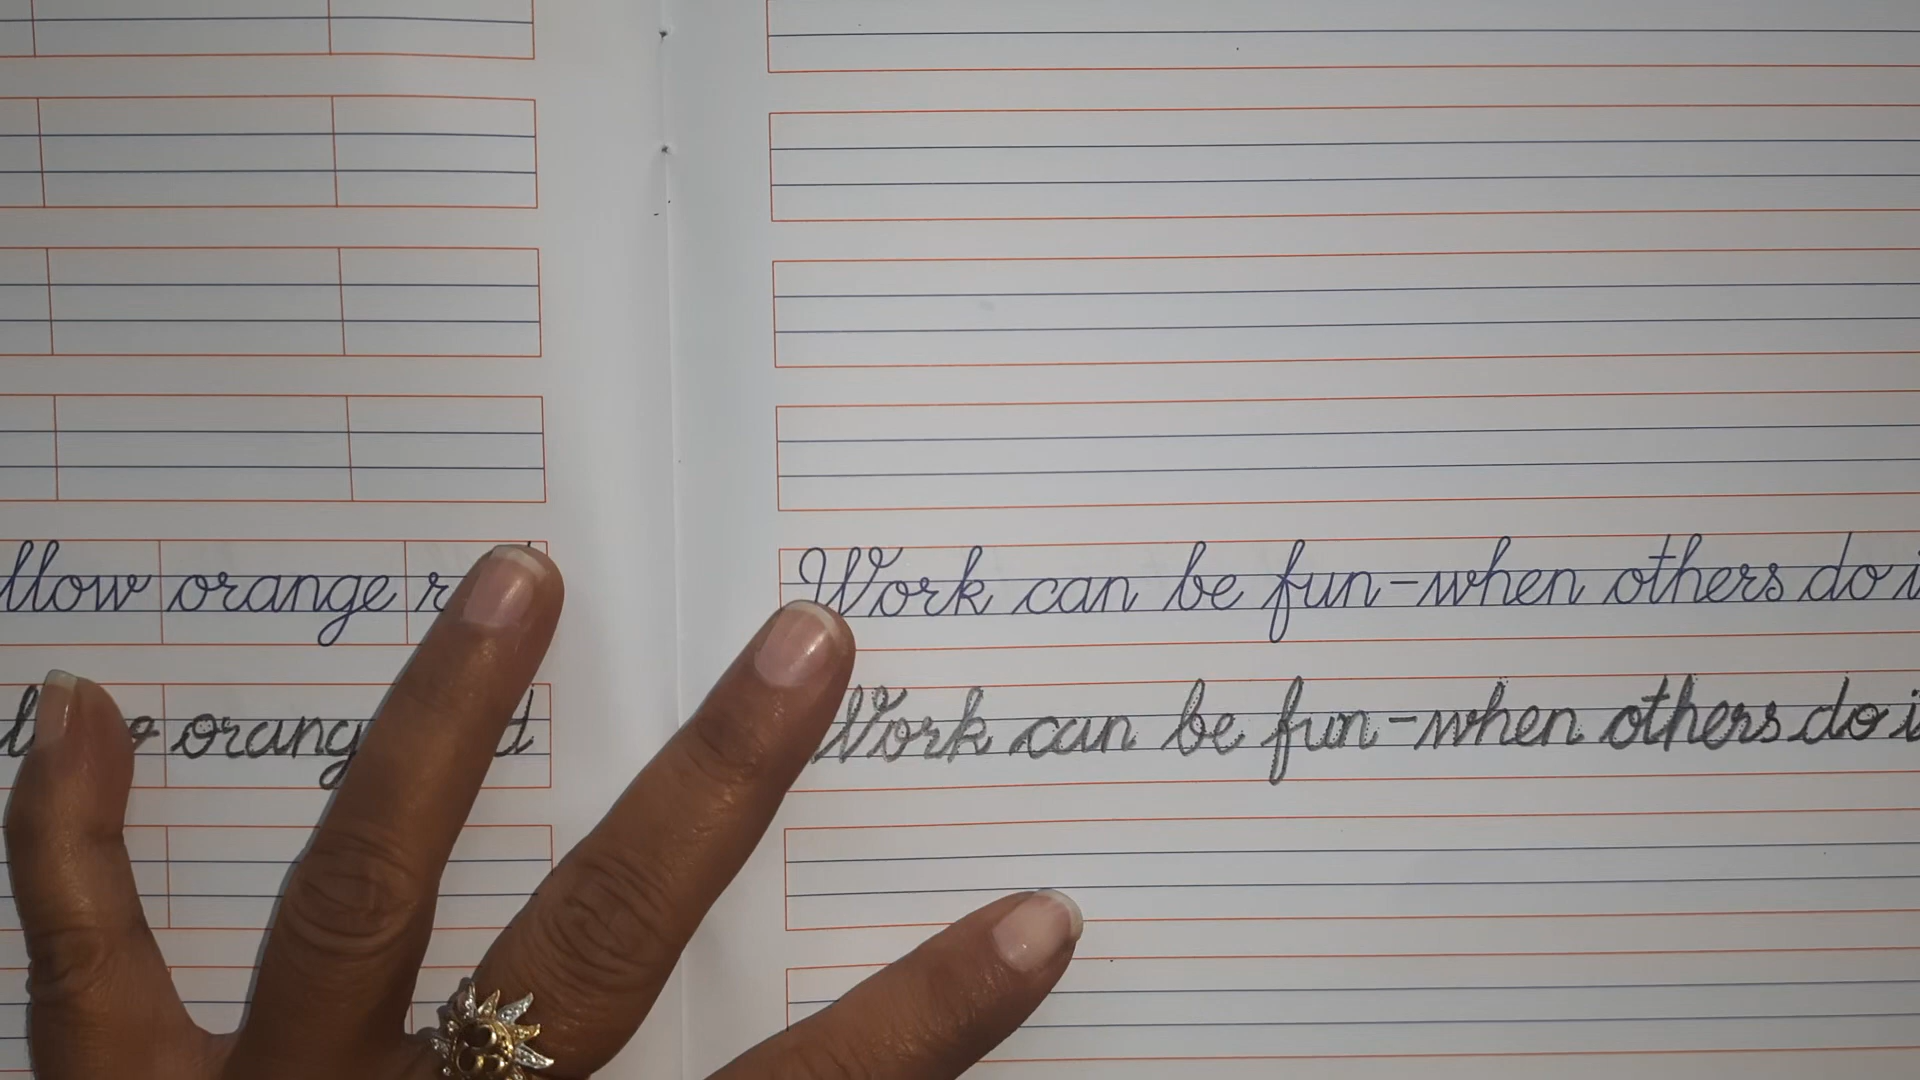 llow orange
Work can be fun-when others do i
orang
Work can be fun-when others do i